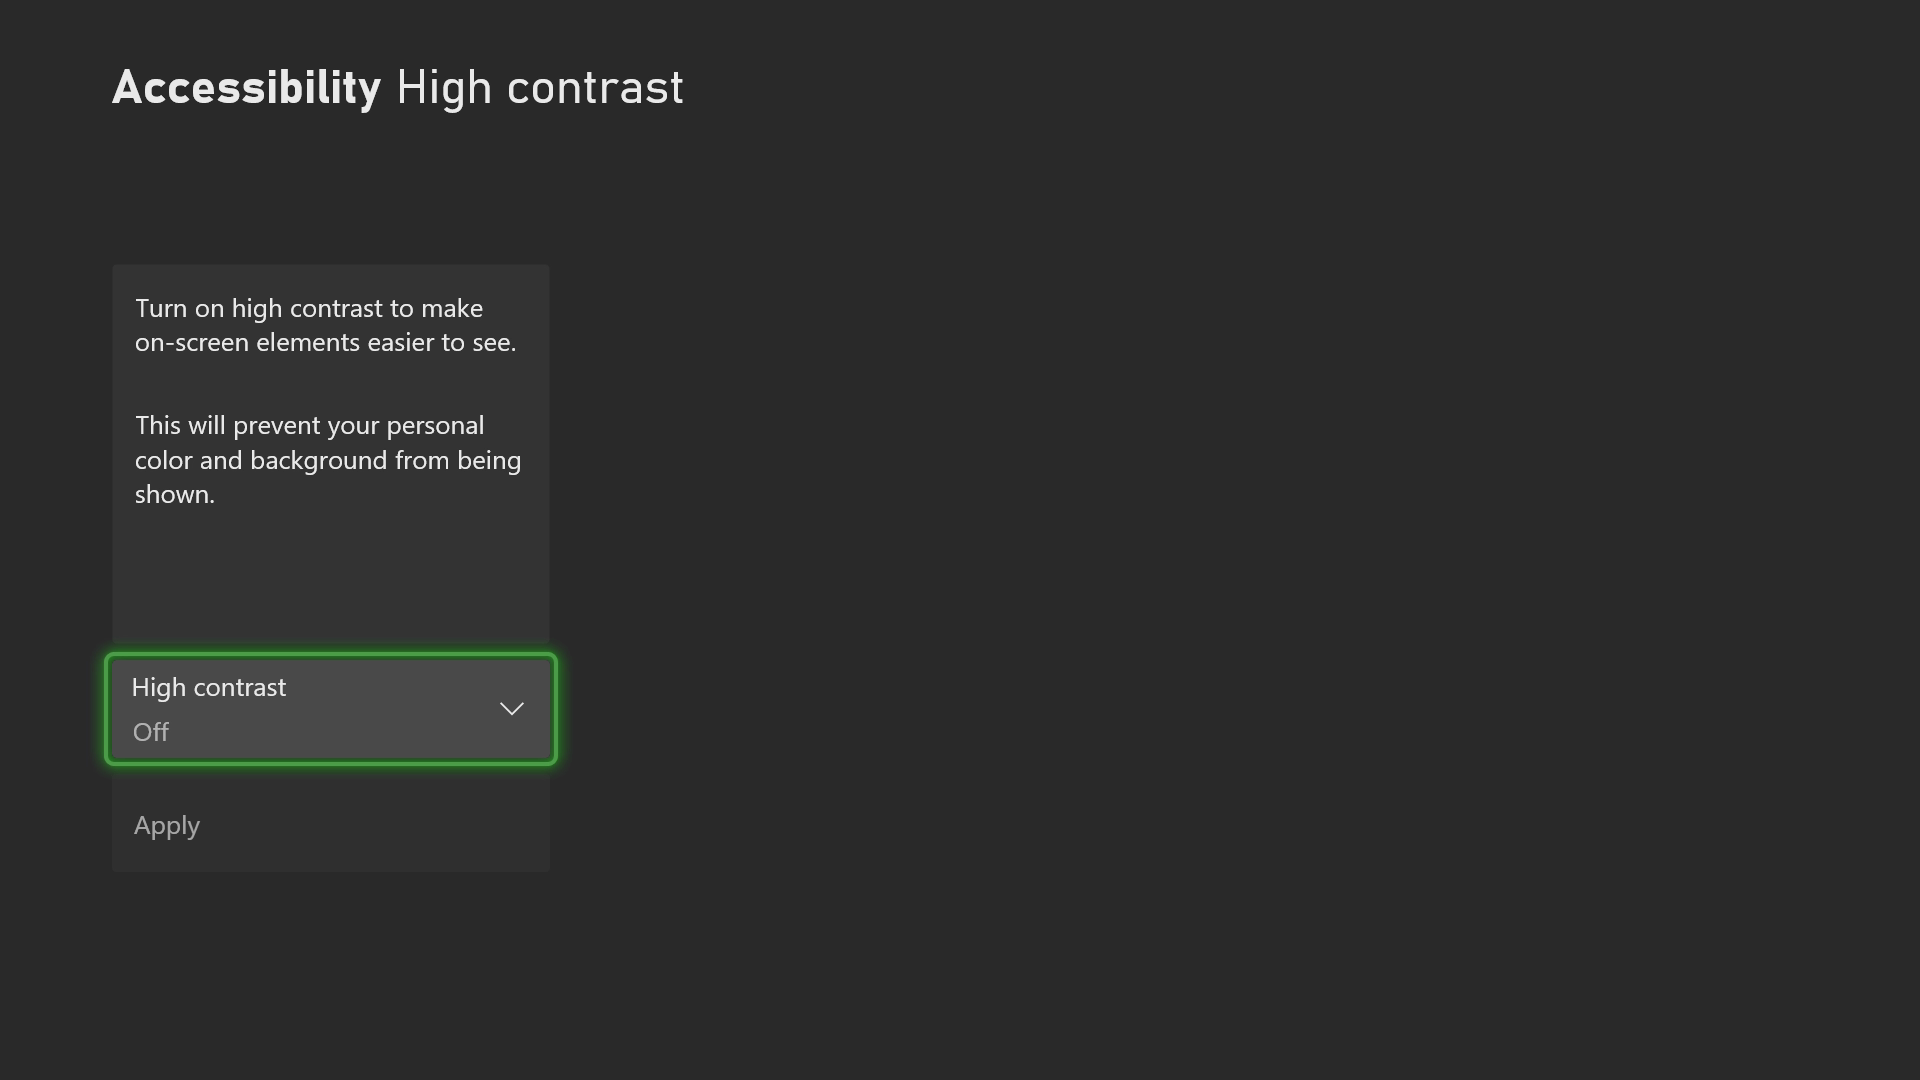 Accessibility High contrast
Turn on high contrast to make
on-screen elements easier to see.
This will prevent your personal
color and background from being
shown.
High contrast
Off
Apply